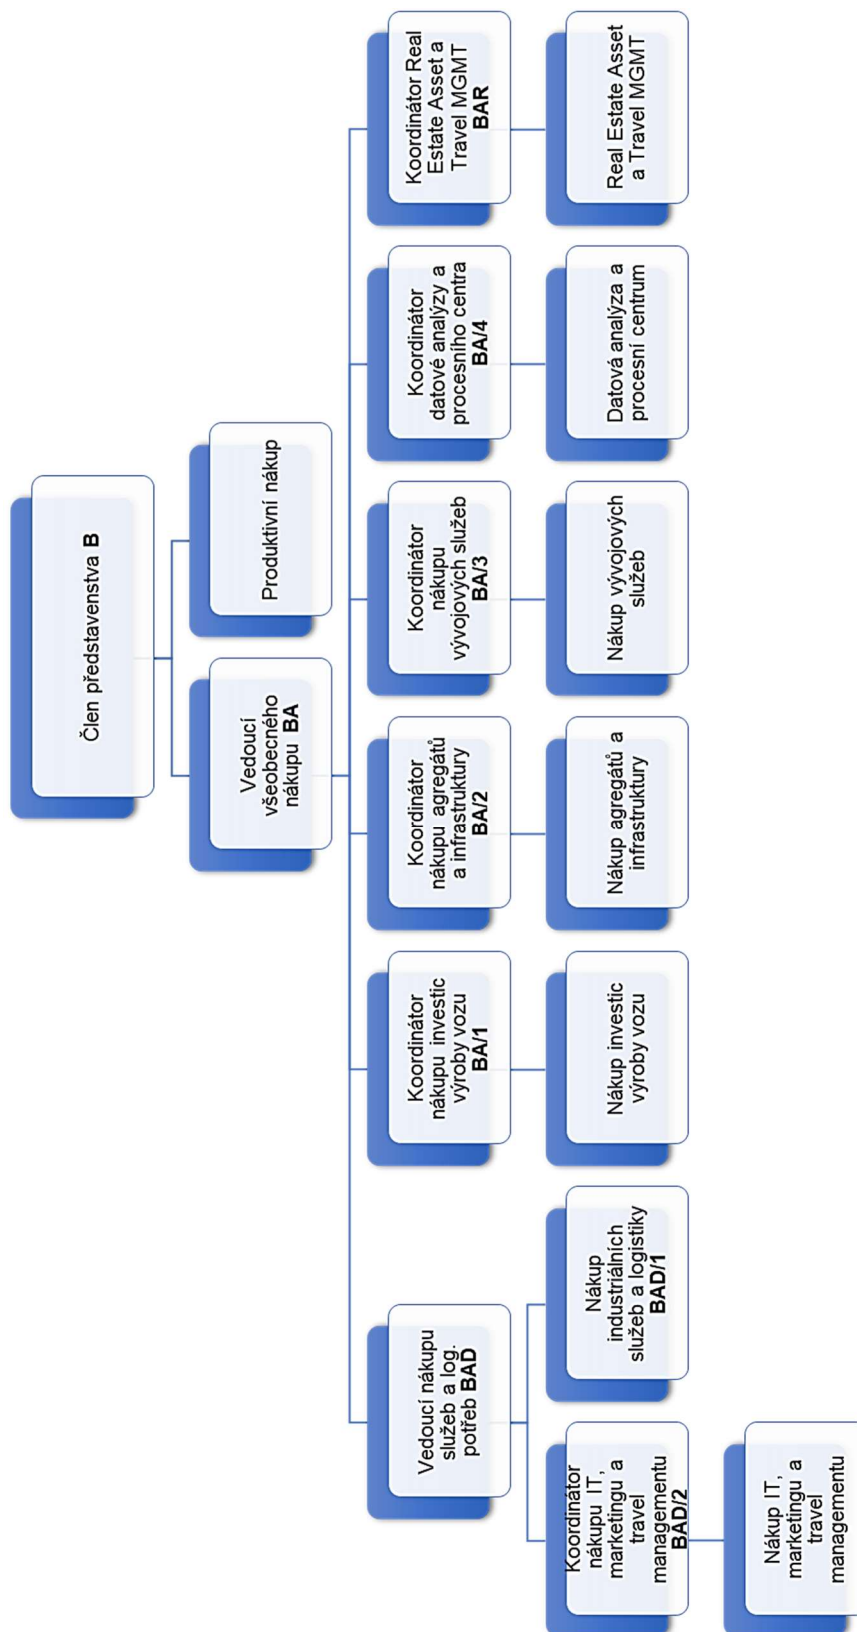 Člen představenstva B
Vedoucí
všeobecného
nákupu BA
Produktivní nákup
Vedoucí nákupu
služeb a log.
potřeb BAD
Koordinátor
nákupu investic
výroby vozu
BA/1
Koordinátor
nákupu agregátů
a infrastruktury
BA/2
Koordinátor
nákupu
vývojových služeb
BA/3
Koordinátor
datové analýzy a
procesního centra
BA/4
Koordinátor Real
Estate Asset a
Travel MGMT
BAR
Koordinátor
nákupu IT,
marketingu a
travel
managementu
BAD/2
Nákup
industriálních
služeb a logistiky
BAD/1
Nákup investic
výroby vozu
Nákup agregátů a
infrastruktury
Nákup vývojových
služeb
Datová analýza a
procesní centrum
Real Estate Asset
a Travel MGMT
Nákup IT,
marketingu a
travel
managementu